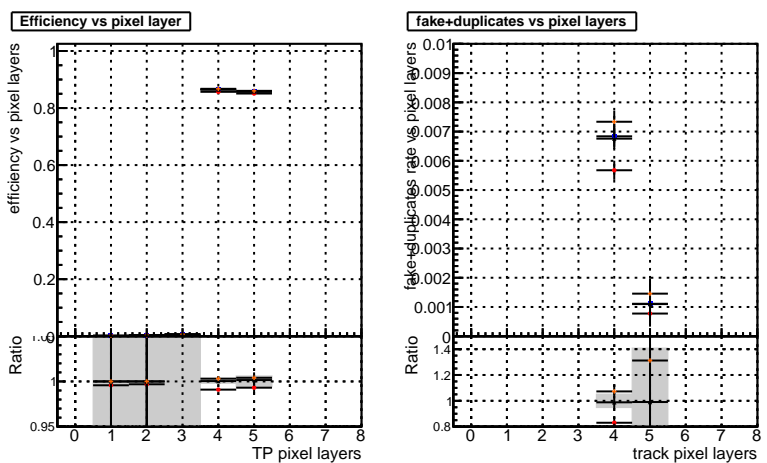 Efficiency vs pixel layer
efficiency vs pixel layers
1
0.8
0.6
0.4
0.2
0
Ratio
1
0.95
0 1 2 3 4 5 6 7 8
TP pixel layers
fake+duplicates vs pixel layers
fake+duplicates rate vs pixel layers
0.01
0.009
0.008
0.007
0.006
0.005
0.004
0.003
0.002
0.001
0
Ratio
1.4
1.2
1
0.8
0 1 2 3 4 5 6 7 8
track pixel layers